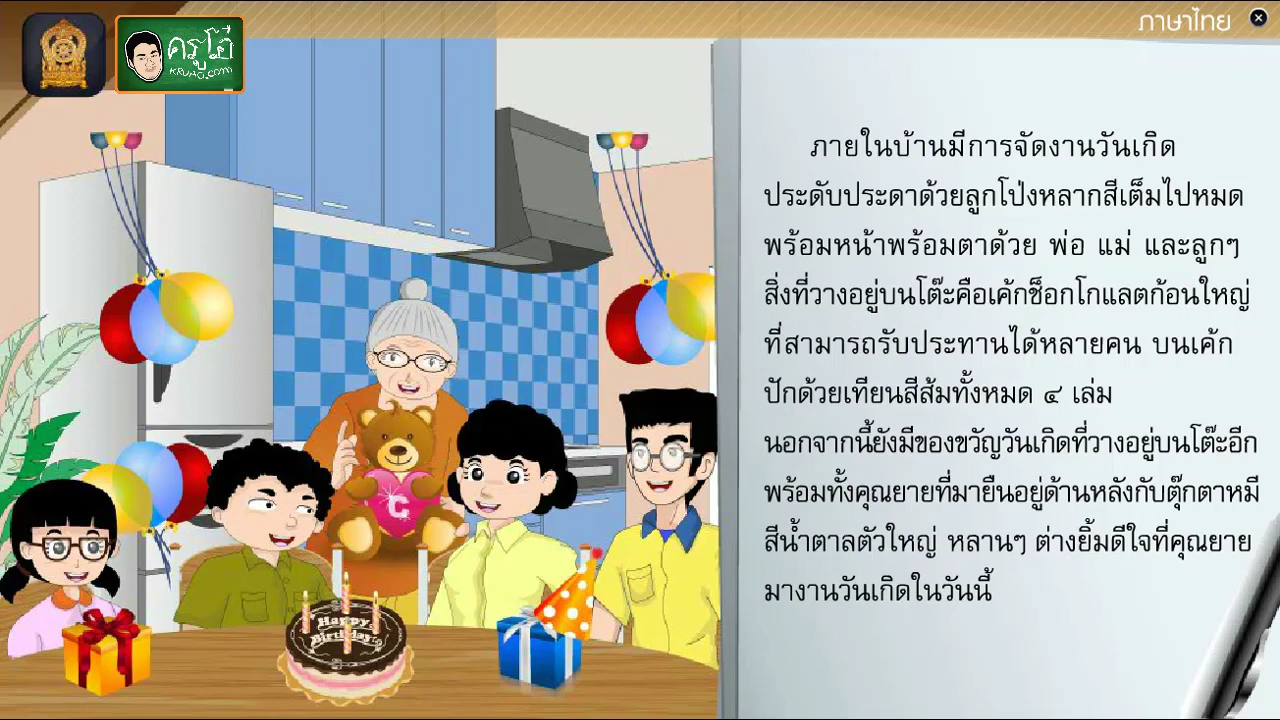 ภาษาไทย
ครูโอ๊
KRUAO.com
ภายในบ้านมีการจัดงานวันเกิด
ประดับประดาด้วยลูกโป่งหลากสีเต็มไปหมด
พร้อมหน้าพร้อมตาด้วย พ่อ แม่ และลูกๆ
สิ่งที่วางอยู่บนโต๊ะคือเค้กช็อกโกแลตก้อนใหญ่
ที่สามารถรับประทานได้หลายคน บนเค้ก
ปักด้วยเทียนสีส้มทั้งหมด ๔ เล่ม
นอกจากนี้ยังมีของขวัญวันเกิดที่วางอยู่บนโต๊ะอีก
พร้อมทั้งคุณยายที่มายืนอยู่ด้านหลังกับตุ๊กตาหมี
สีน้ำตาลตัวใหญ่ หลานๆ ต่างยิ้มดีใจที่คุณยาย
มางานวันเกิดในวันนี้
C
Happy
Birthday